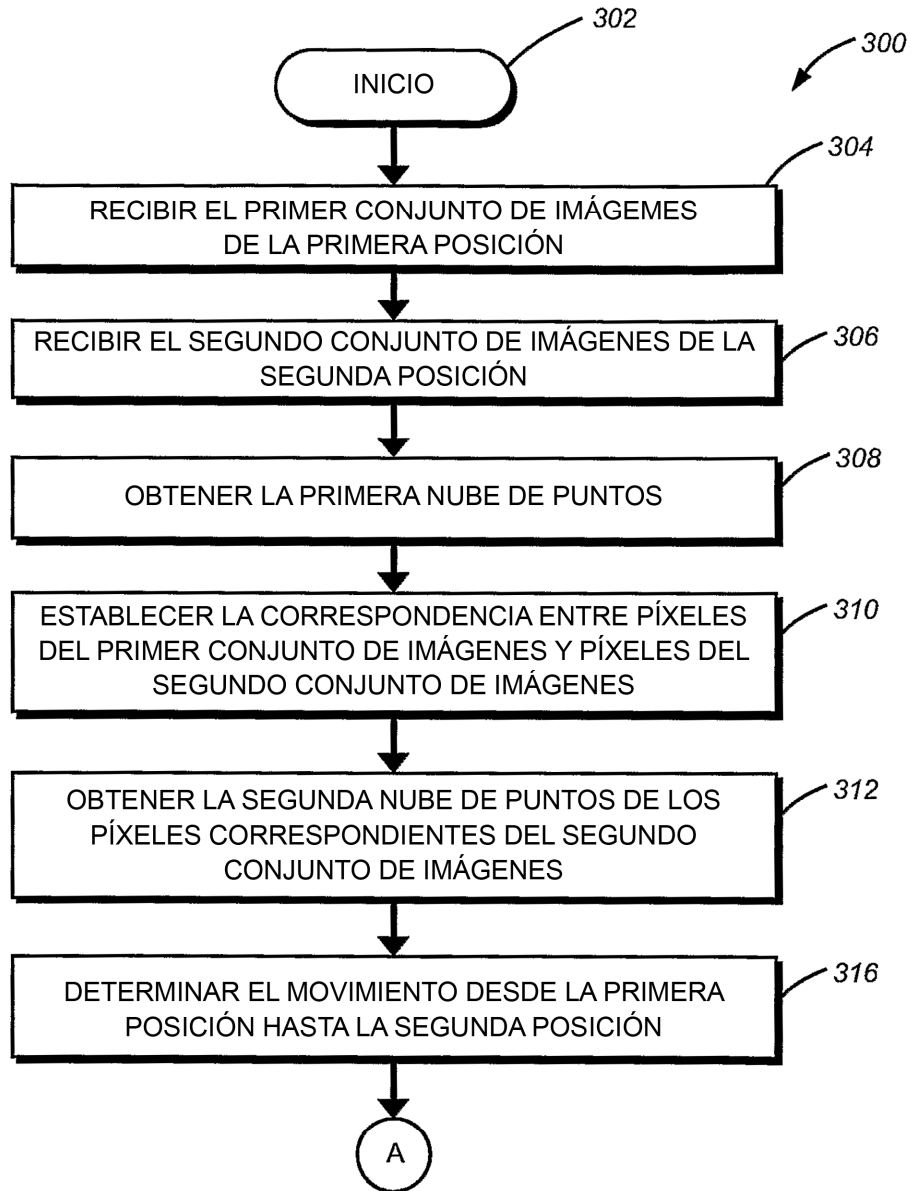 302
300
INICIO
304
RECIBIR EL PRIMER CONJUNTO DE IMÁGEMES
DE LA PRIMERA POSICIÓN
306
RECIBIR EL SEGUNDO CONJUNTO DE IMÁGENES DE LA
SEGUNDA POSICIÓN
308
OBTENER LA PRIMERA NUBE DE PUNTOS
310
ESTABLECER LA CORRESPONDENCIA ENTRE PÍXELES
DEL PRIMER CONJUNTO DE IMÁGENES Y PÍXELES DEL
SEGUNDO CONJUNTO DE IMÁGENES
312
OBTENER LA SEGUNDA NUBE DE PUNTOS DE LOS
PÍXELES CORRESPONDIENTES DEL SEGUNDO
CONJUNTO DE IMÁGENES
316
DETERMINAR EL MOVIMIENTO DESDE LA PRIMERA
POSICIÓN HASTA LA SEGUNDA POSICIÓN
A